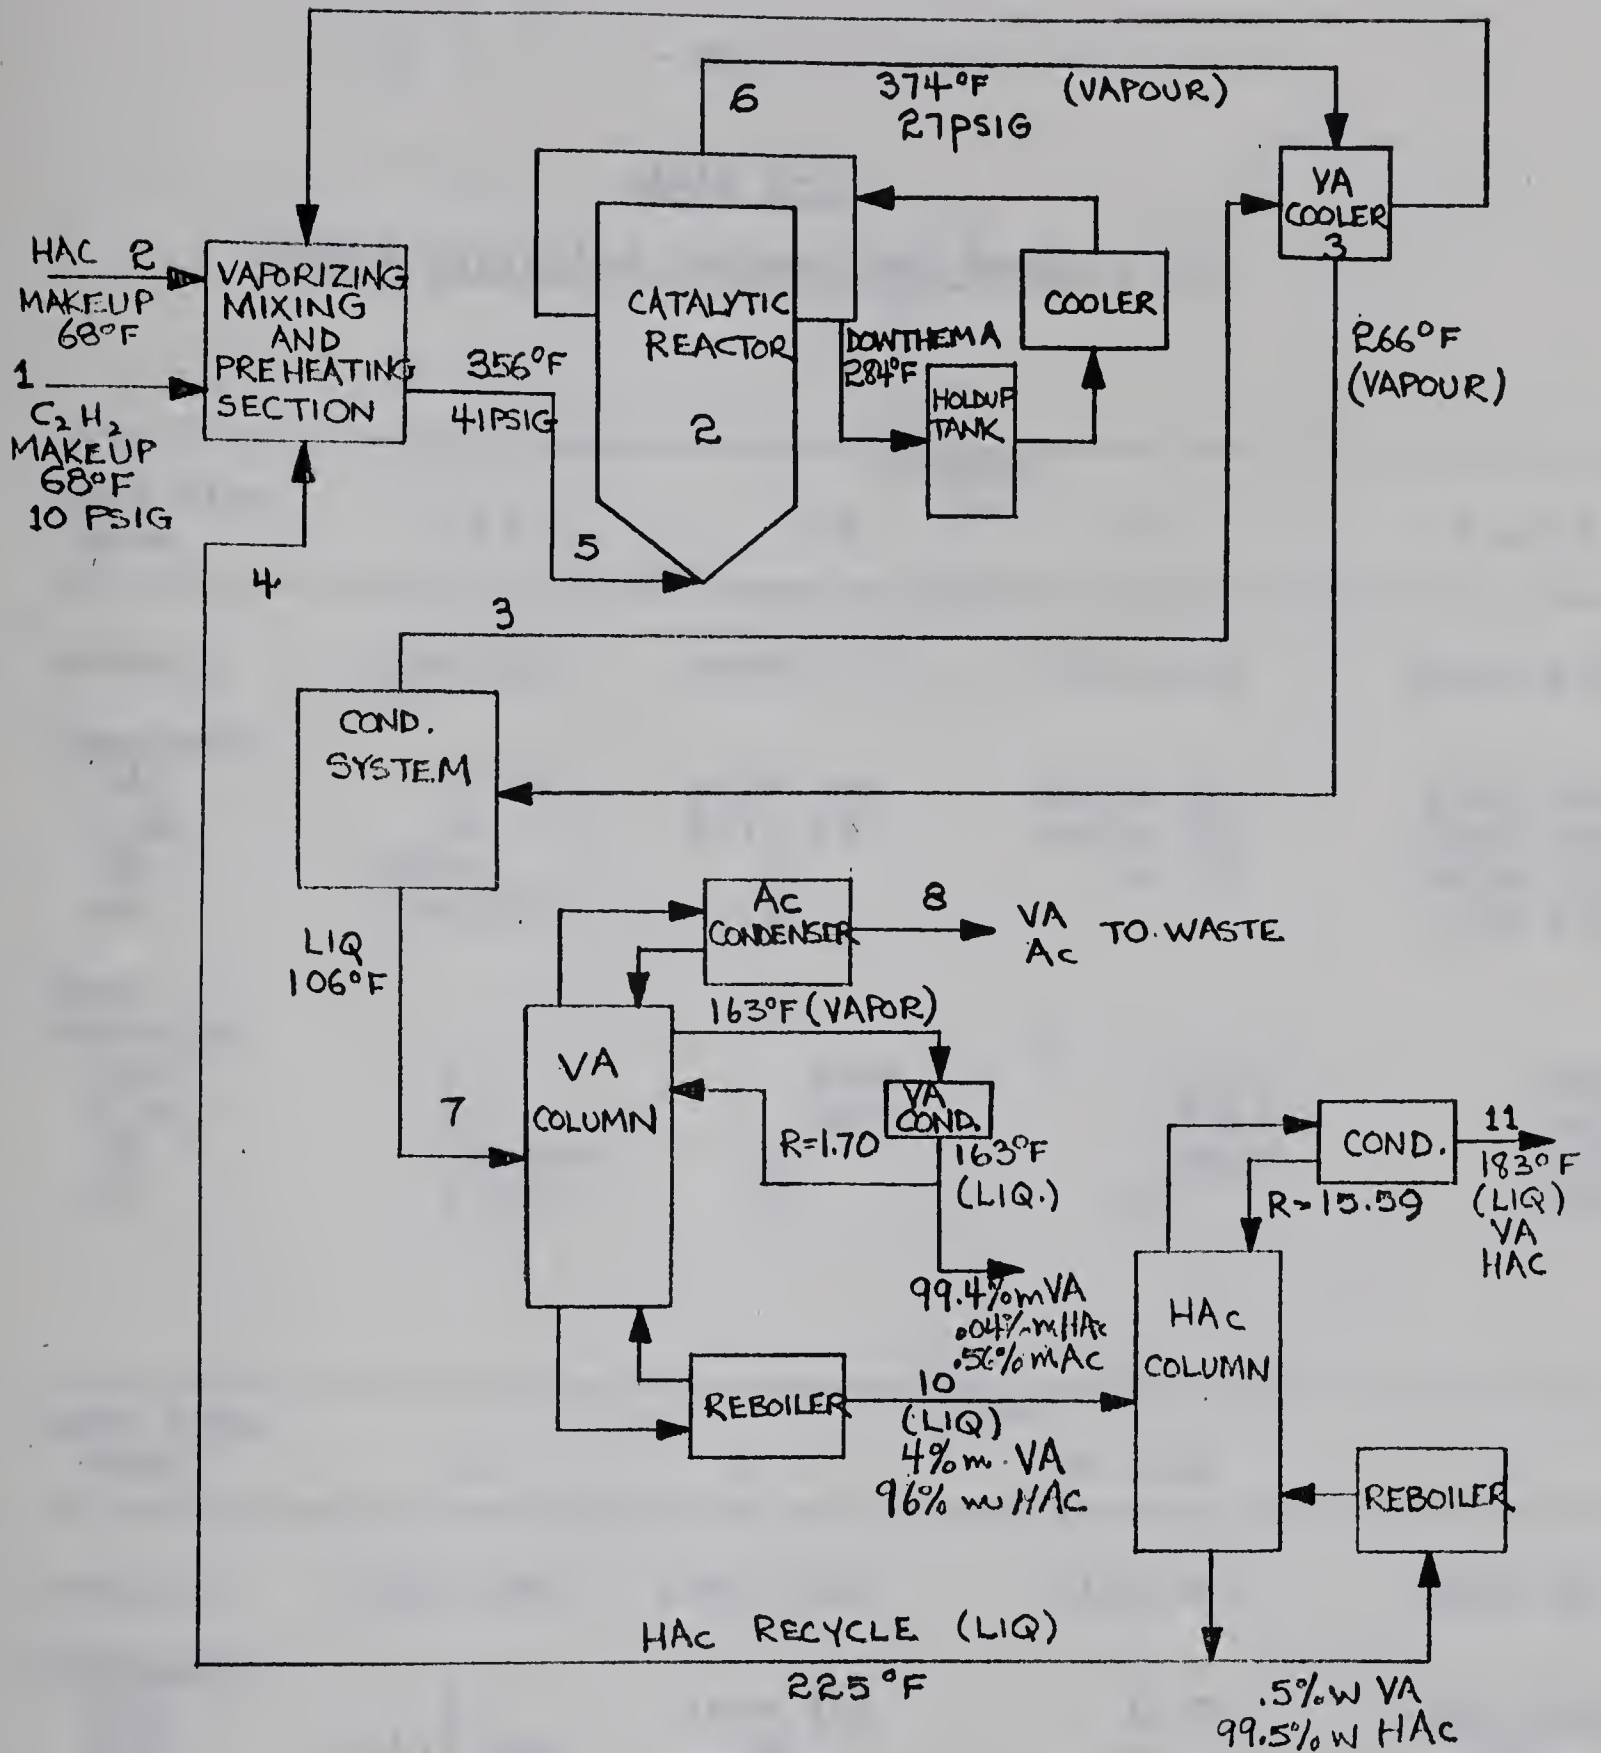 6
374°F (VAPOUR)
27PSIG
VA
COOLER
3
HAC 2
MAKEUP
68°F
1
C2H2
MAKEUP
68°F
10 PSIG
VAPORIZING
MIXING
AND
PREHEATING
SECTION
356°F
41PSIG
CATALYTIC
REACTOR
2
DOWTHEM A
284°F
HOLDUP
TANK
COOLER
266°F
(VAPOUR)
5
4
3
COND.
SYSTEM
LIQ
106°F
7
AC
CONDENSER
8
VA
AC TO WASTE
163°F (VAPOR)
VA
COLUMN
VA
COND.
R=1.70
163°F
(LIQ.)
99.4%mVA
.04%mHAc
.56%mAC
REBOILER
10
(LIQ)
4%m. VA
96% m HAC
COND.
11
183°F
(LIQ)
VA
HAC
R=15.59
HAC
COLUMN
REBOILER
HAC RECYCLE (LIQ)
225°F
.5%w VA
99.5%w HAC